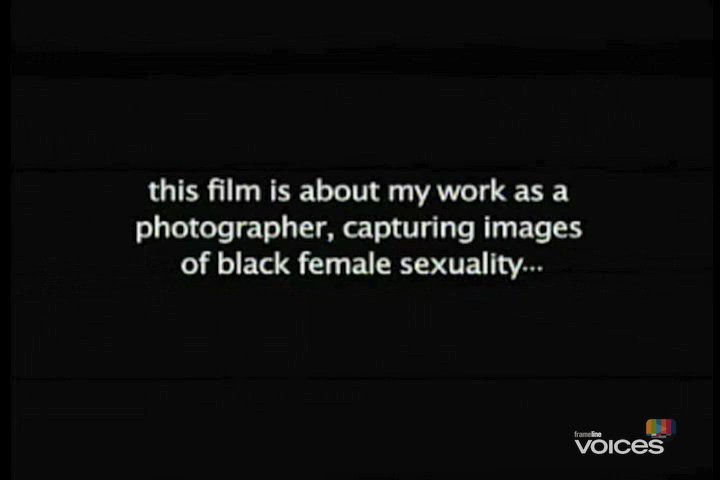 this film is about my work as a
photographer, capturing images
of black female sexuality...
frameline
VOICES